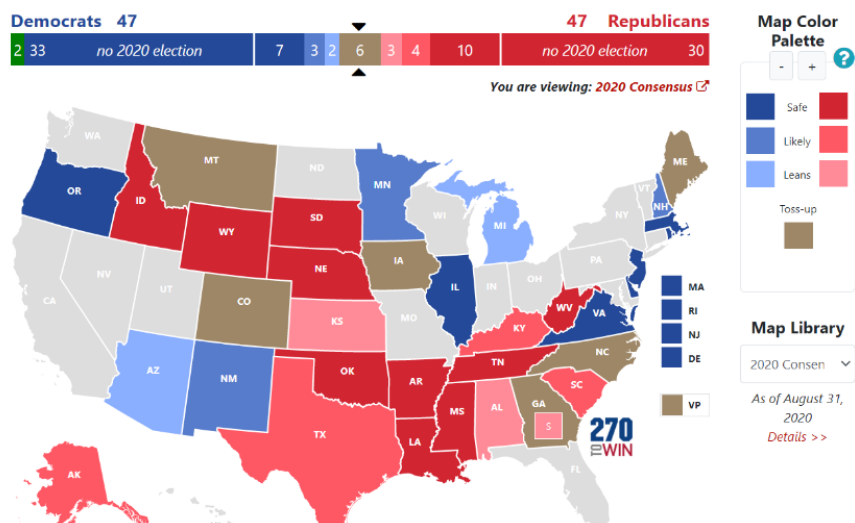 Democrats 47
47 Republicans
2 33 no 2020 election 7 3 2 6 3 4 10 no 2020 election 30
You are viewing: 2020 Consensus
Map Color
Palette
- + ?
Safe
Likely
Leans
Toss-up
WA
MT
ND
MN
ME
VT
OR
ID
NH
SD
WI
NY
WY
MI
IA
PA
NE
NV
OH
IL
IN
MA
UT
CO
WV
CA
VA
RI
KS
MO
KY
NJ
NC
DE
TN
AZ
OK
NM
AR
SC
VP
GA
MS
AL
S
TX
LA
270
TO WIN
FL
AK
Map Library
2020 Consen
As of August 31,
2020
Details >>